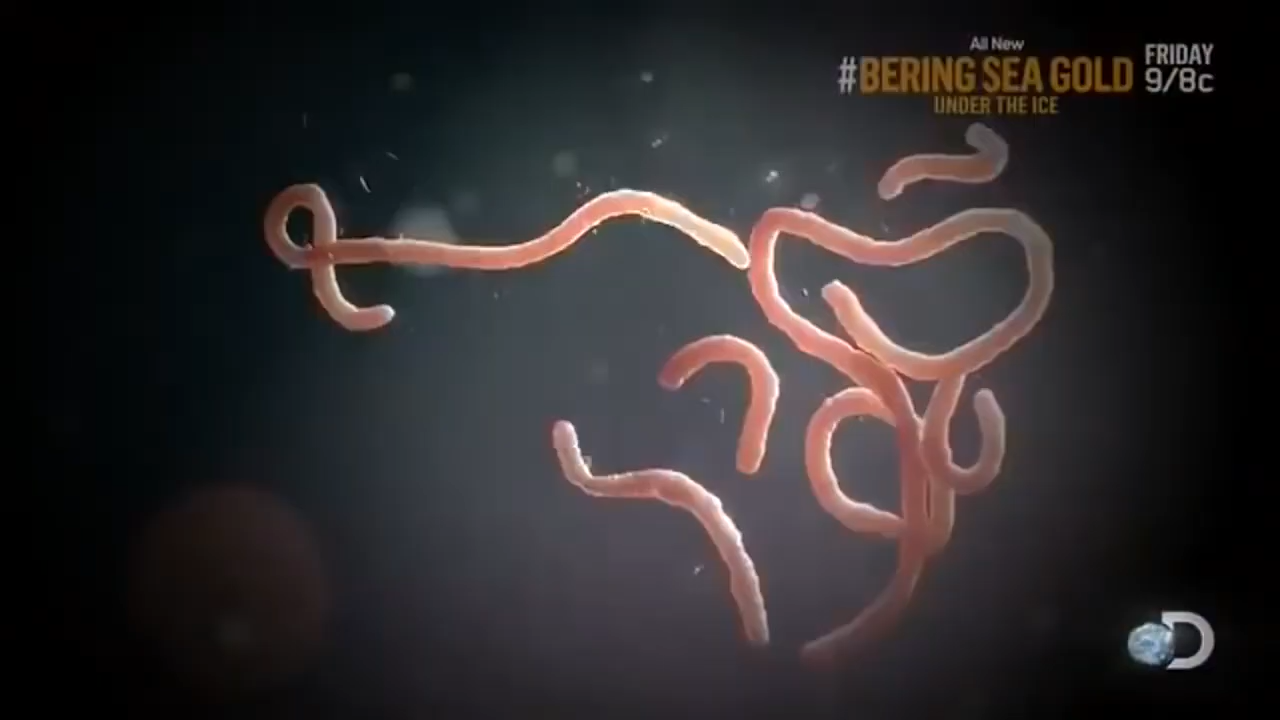 All New
#BERING SEA GOLD
UNDER THE ICE
FRIDAY
9/8c